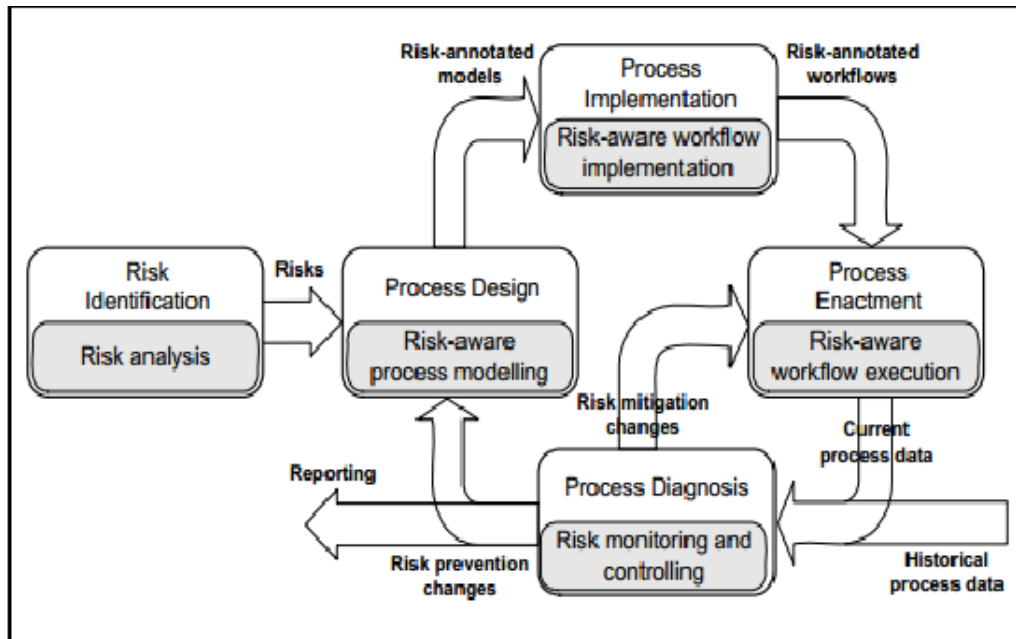 Risk-annotated
models
Process
Implementation
Risk-aware workflow
implementation
Risk-annotated
workflows
Risk
Identification
Risk analysis
Risks
Process Design
Risk-aware
process modelling
Process
Enactment
Risk-aware
workflow execution
Risk mitigation
changes
Current
process data
Reporting
Process Diagnosis
Risk monitoring and
controlling
Risk prevention
changes
Historical
process data